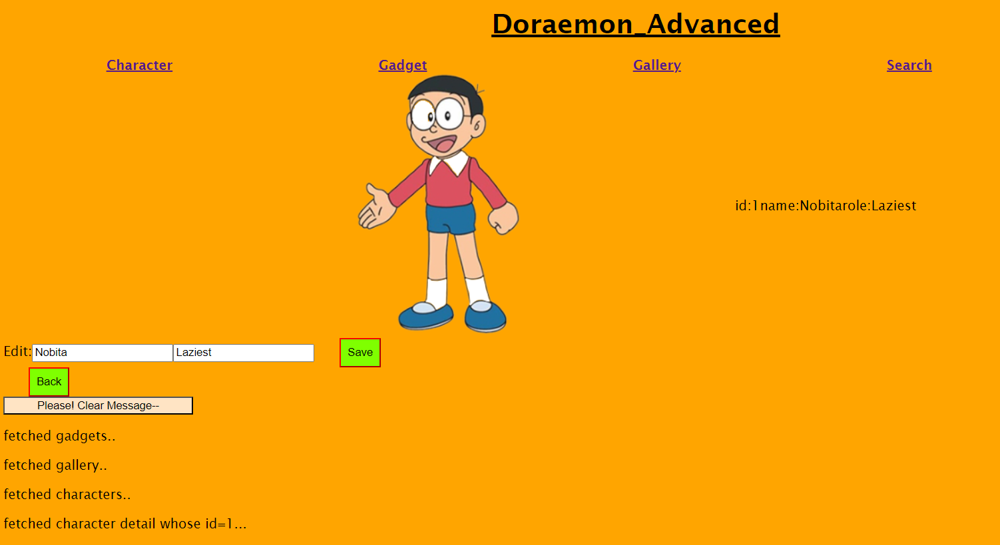 Doraemon_Advanced
Character Gadget Gallery Search
id:1name:Nobitarole:Laziest
Edit: Nobita Laziest Save
Back
Please! Clear Message--
fetched gadgets..
fetched gallery..
fetched characters..
fetched character detail whose id=1...